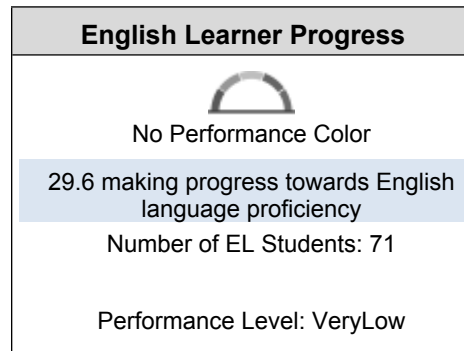 English Learner Progress
No Performance Color
29.6 making progress towards English
language proficiency
Number of EL Students: 71
Performance Level: VeryLow